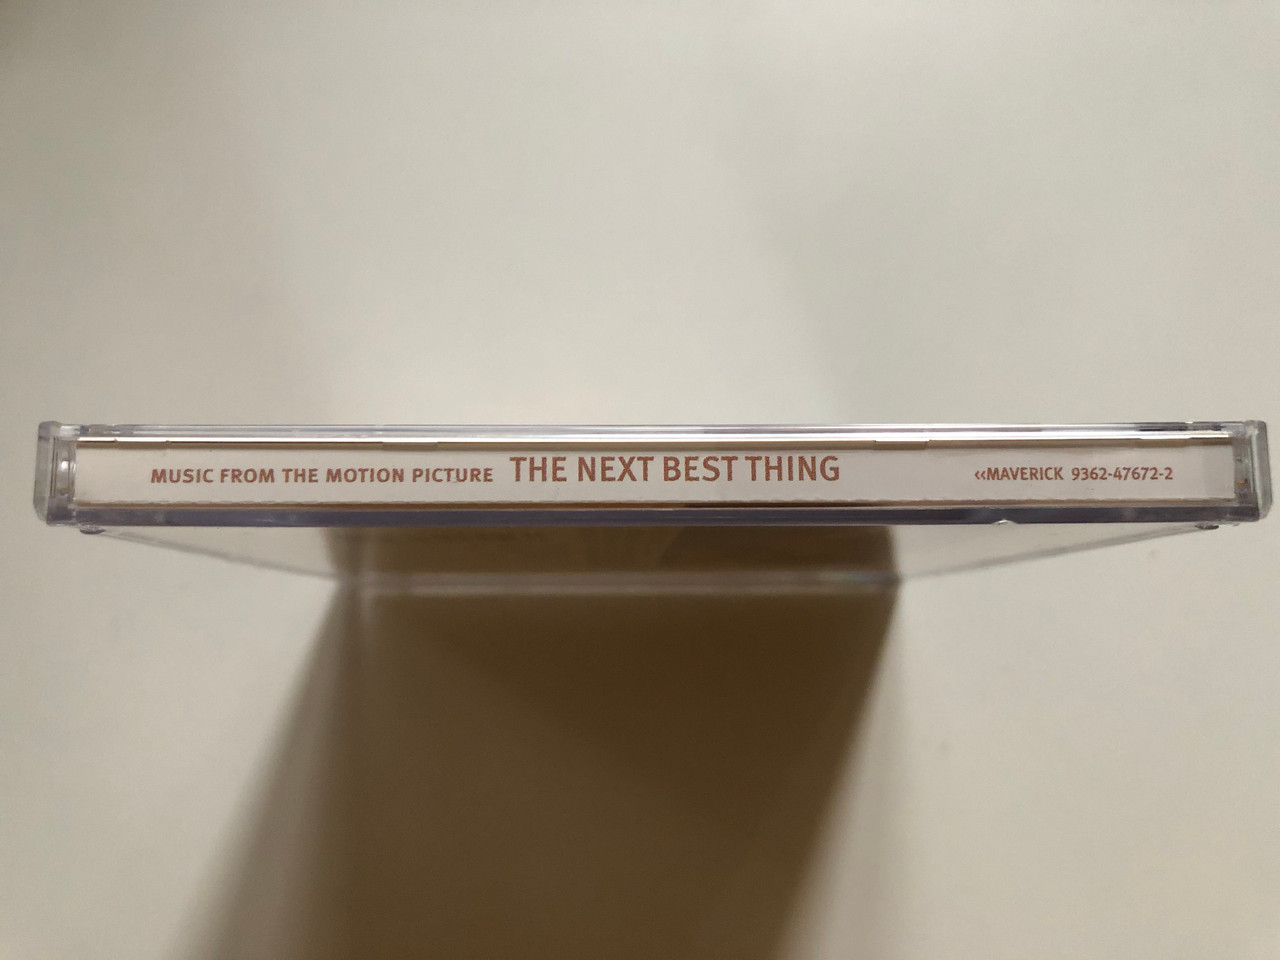 MUSIC FROM THE MOTION PICTURE THE NEXT BEST THING ‹‹MAVERICK 9362-47672-2